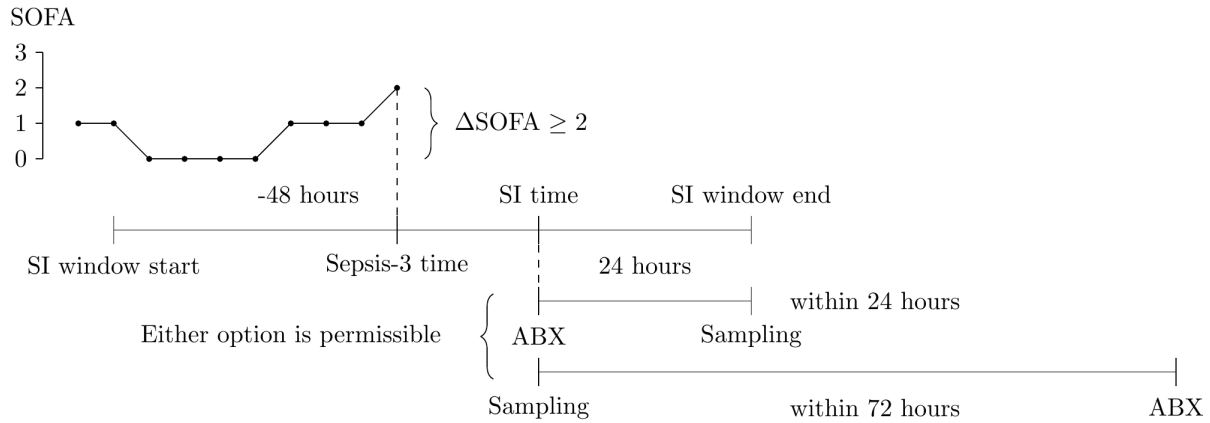 SOFA
3
2
1
0
ΔSOFA ≥ 2
-48 hours
SI time
SI window end
SI window start
Sepsis-3 time
24 hours
within 24 hours
Either option is permissible
ABX
Sampling
Sampling
within 72 hours
ABX